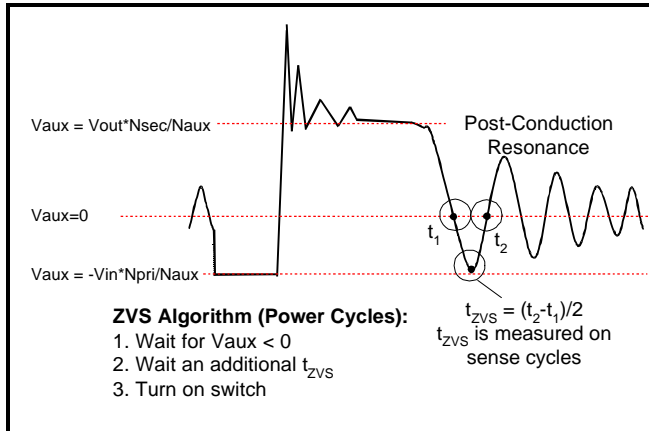 Vaux = Vout*Nsec/Naux
Post-Conduction
Resonance
Vaux=0
t1
t2
Vaux = -Vin*Npri/Naux
tZVS = (t2-t1)/2
tZVS is measured on
sense cycles
ZVS Algorithm (Power Cycles):
1. Wait for Vaux < 0
2. Wait an additional tZVS
3. Turn on switch